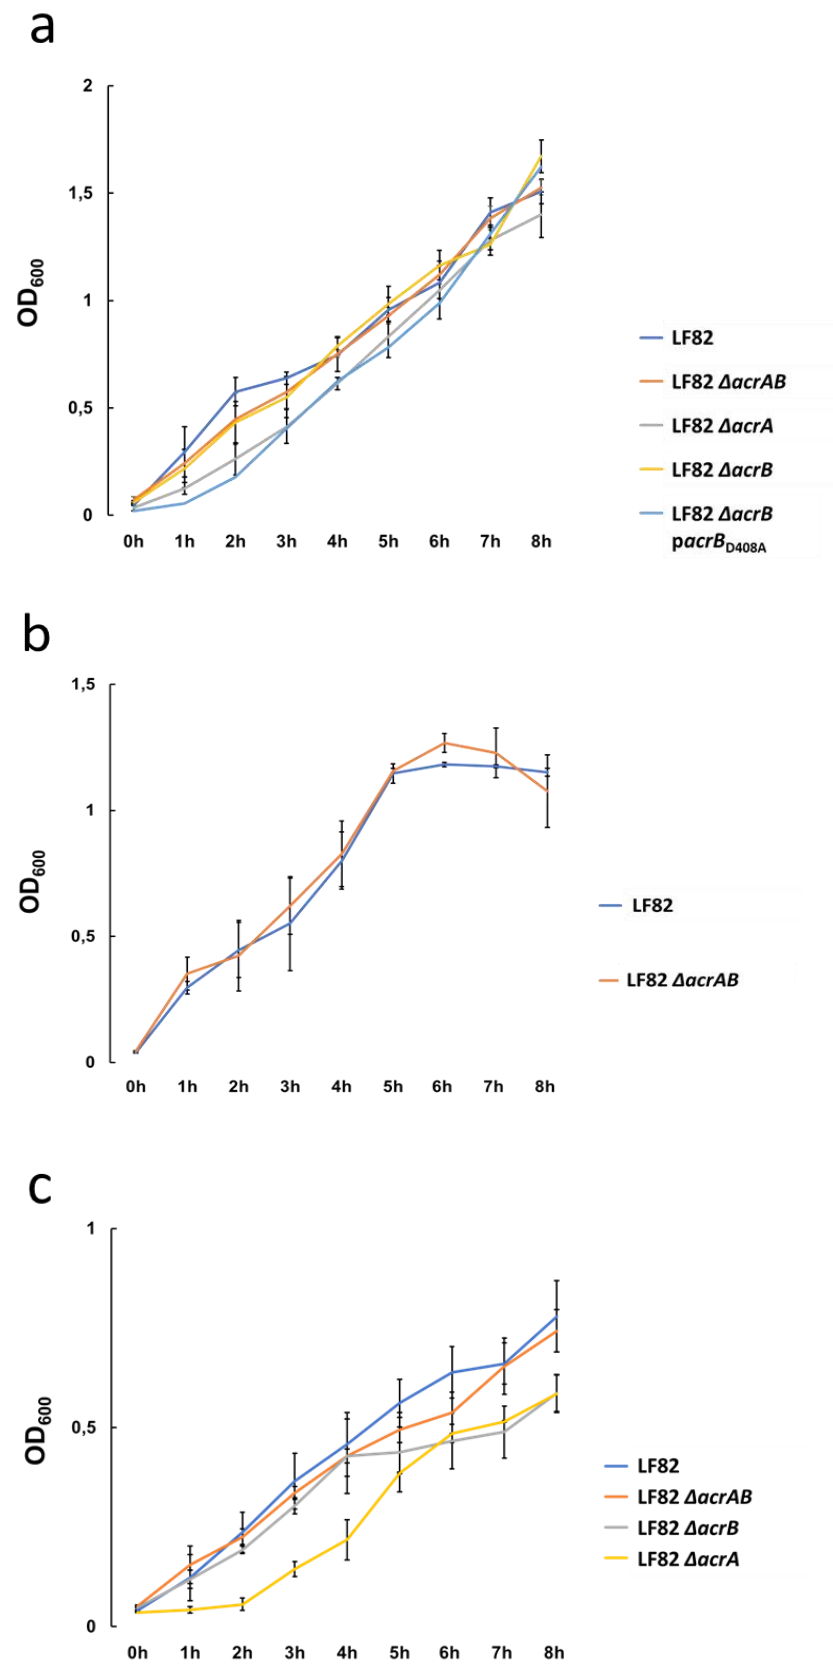 a
2
1,5
1
0,5
0
OD600
0h 1h 2h 3h 4h 5h 6h 7h 8h
LF82
LF82 ΔacrAB
LF82 ΔacrA
LF82 ΔacrB
LF82 ΔacrB
pacrBD408A
b
1,5
1
0,5
0
OD600
0h 1h 2h 3h 4h 5h 6h 7h 8h
LF82
LF82 ΔacrAB
c
1
0,5
0
OD600
0h 1h 2h 3h 4h 5h 6h 7h 8h
LF82
LF82 ΔacrAB
LF82 ΔacrB
LF82 ΔacrA